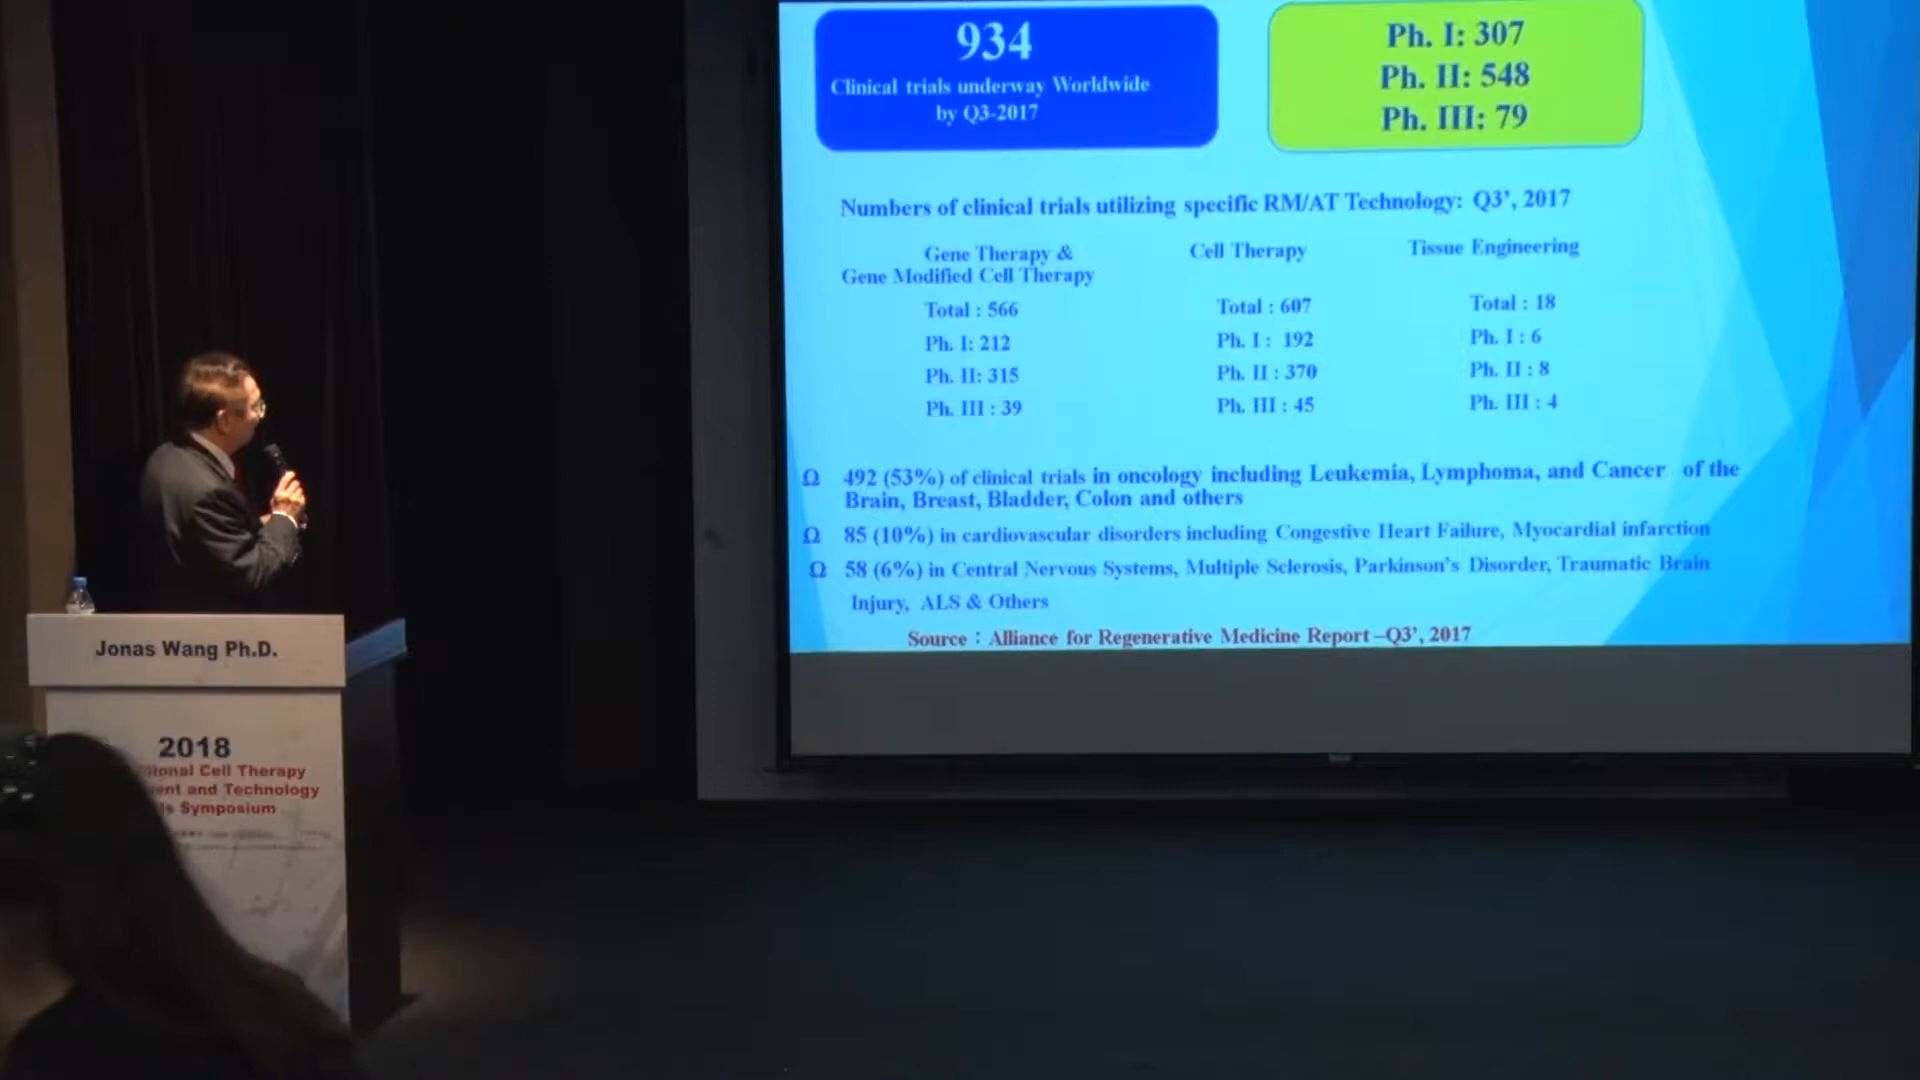 934
Clinical trials underway Worldwide
by Q3-2017
Ph. I: 307
Ph. II: 548
Ph. III: 79
Numbers of clinical trials utilizing specific RM/AT Technology: Q3’, 2017
Gene Therapy &
Gene Modified Cell Therapy
Total : 566
Ph. I: 212
Ph. II: 315
Ph. III : 39
Cell Therapy
Total : 607
Ph. I : 192
Ph. II : 370
Ph. III : 45
Tissue Engineering
Total : 18
Ph. I : 6
Ph. II : 8
Ph. III : 4
Ω 492 (53%) of clinical trials in oncology including Leukemia, Lymphoma, and Cancer of the
Brain, Breast, Bladder, Colon and others
Ω 85 (10%) in cardiovascular disorders including Congestive Heart Failure, Myocardial infarction
Ω 58 (6%) in Central Nervous Systems, Multiple Sclerosis, Parkinson’s Disorder, Traumatic Brain
Injury, ALS & Others
Source : Alliance for Regenerative Medicine Report –Q3’, 2017
Jonas Wang Ph.D.
2018
Cell Therapy
and Technology
Symposium